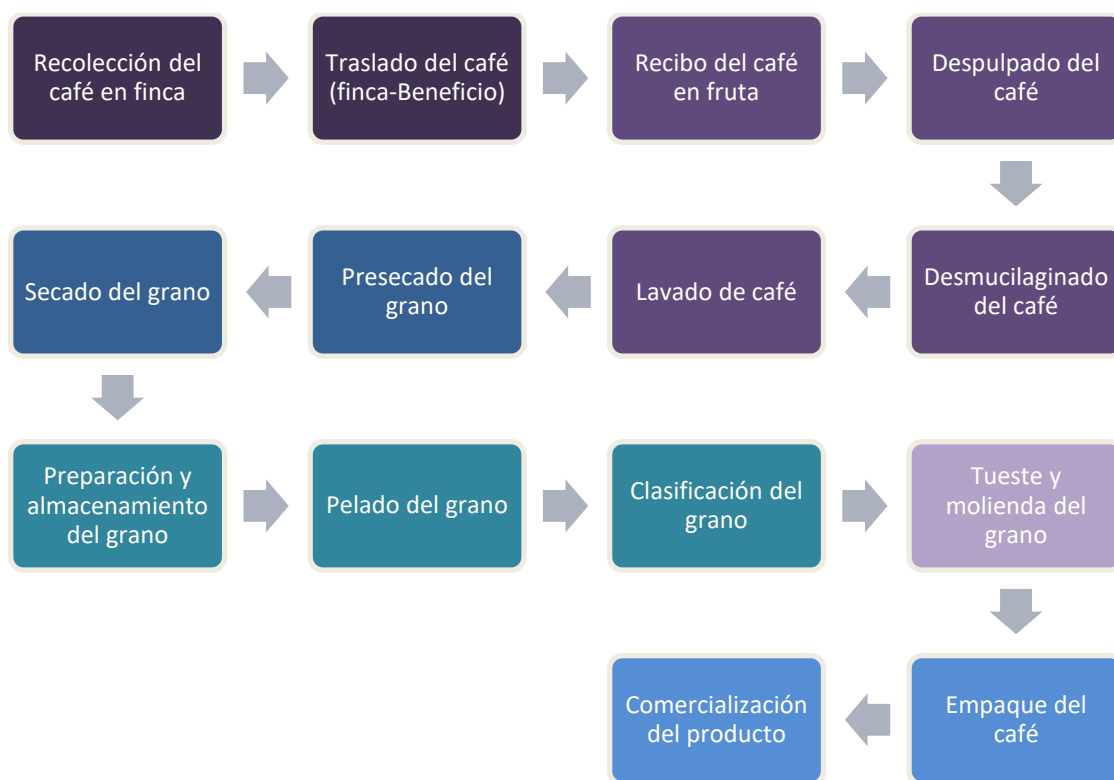 Recolección del
café en finca
Traslado del café
(finca-Beneficio)
Recibo del café
en fruta
Despulpado del
café
Desmucilaginado
del café
Lavado de café
Presecado del
grano
Secado del grano
Preparación y
almacenamiento
del grano
Pelado del grano
Clasificación del
grano
Tueste y
molienda del
grano
Empaque del
café
Comercialización
del producto